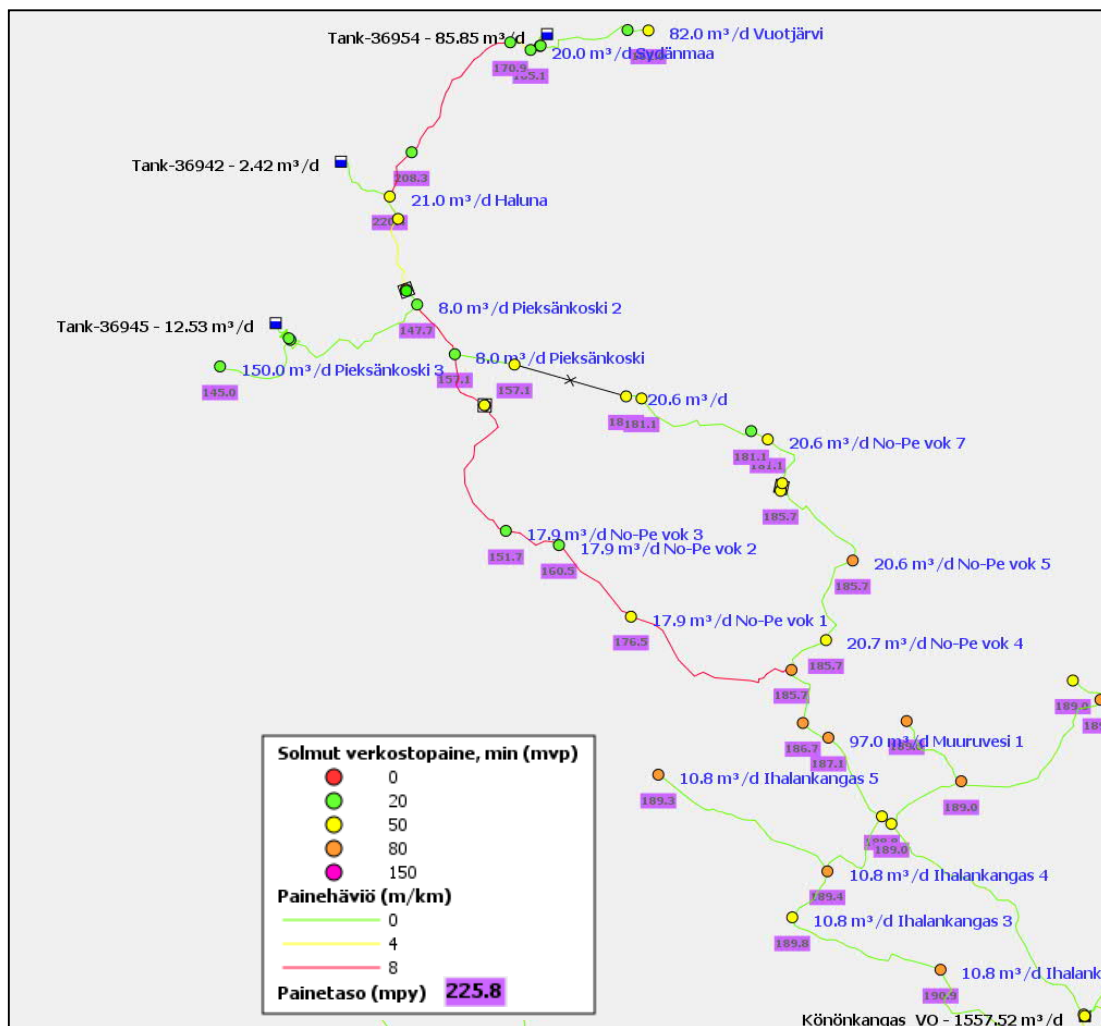 Tank-36954 - 85.85 m³/d
82.0 m³/d Vuotjärvi
20.0 m³/d Sydänmaa
170.9
165.1
Tank-36942 - 2.42 m³/d
208.3
21.0 m³/d Haluna
8.0 m³/d Pieksänkoski 2
Tank-36945 - 12.53 m³/d
147.7
8.0 m³/d Pieksänkoski
150.0 m³/d Pieksänkoski 3
157.1
157.1
145.0
20.6 m³/d
181.1
20.6 m³/d No-Pe vok 7
181.1
181.1
185.7
17.9 m³/d No-Pe vok 3
17.9 m³/d No-Pe vok 2
151.7
160.5
20.6 m³/d No-Pe vok 5
185.7
17.9 m³/d No-Pe vok 1
176.5
20.7 m³/d No-Pe vok 4
185.7
185.7
189.0
186.7
97.0 m³/d Muuruvesi 1
187.1
10.8 m³/d Ihalankangas 5
189.3
189.0
189.0
10.8 m³/d Ihalankangas 4
189.4
10.8 m³/d Ihalankangas 3
189.8
10.8 m³/d Ihalank
190.9
Könönkangas_VO - 1557.52 m³/d
Solmut verkostopaine, min (mvp)
0
20
50
80
150
Painehäviö (m/km)
0
4
8
Painetaso (mpy) 225.8